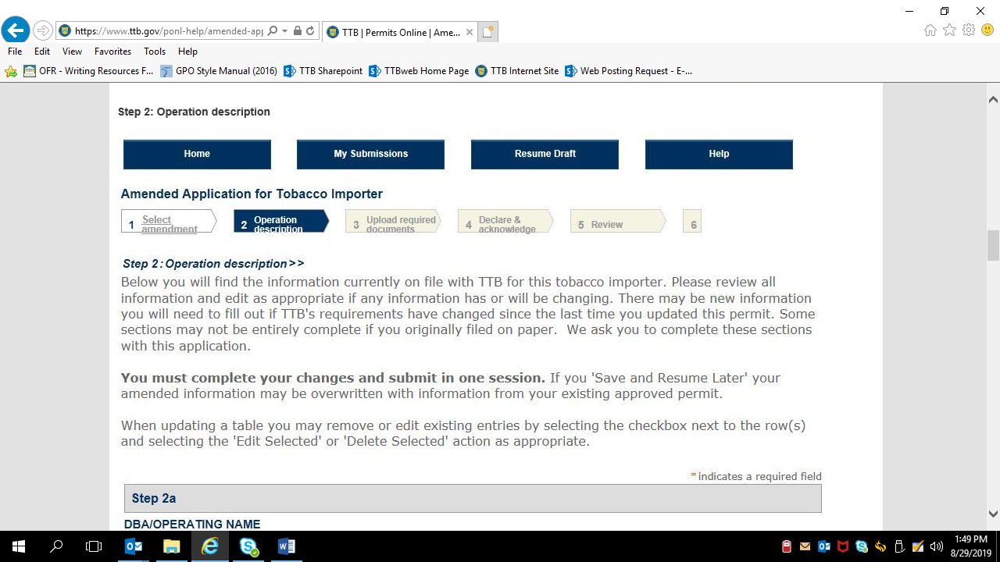 https://www.ttb.gov/ponl-help/amended-ap
TTB | Permits Online | Ame...
File Edit View Favorites Tools Help
OFR - Writing Resources F... GPO Style Manual (2016) TTB Sharepoint TTBweb Home Page TTB Internet Site Web Posting Request - E-...
Step 2: Operation description
Home My Submissions Resume Draft Help
Amended Application for Tobacco Importer
1 Select amendment 2 Operation description 3 Upload required documents 4 Declare & acknowledge 5 Review 6
Step 2:Operation description>>
Below you will find the information currently on file with TTB for this tobacco importer. Please review all
information and edit as appropriate if any information has or will be changing. There may be new information
you will need to fill out if TTB's requirements have changed since the last time you updated this permit. Some
sections may not be entirely complete if you originally filed on paper. We ask you to complete these sections
with this application.
You must complete your changes and submit in one session. If you 'Save and Resume Later' your
amended information may be overwritten with information from your existing approved permit.
When updating a table you may remove or edit existing entries by selecting the checkbox next to the row(s)
and selecting the 'Edit Selected' or 'Delete Selected' action as appropriate.
*indicates a required field
Step 2a
DBA/OPERATING NAME
1:49 PM
8/29/2019